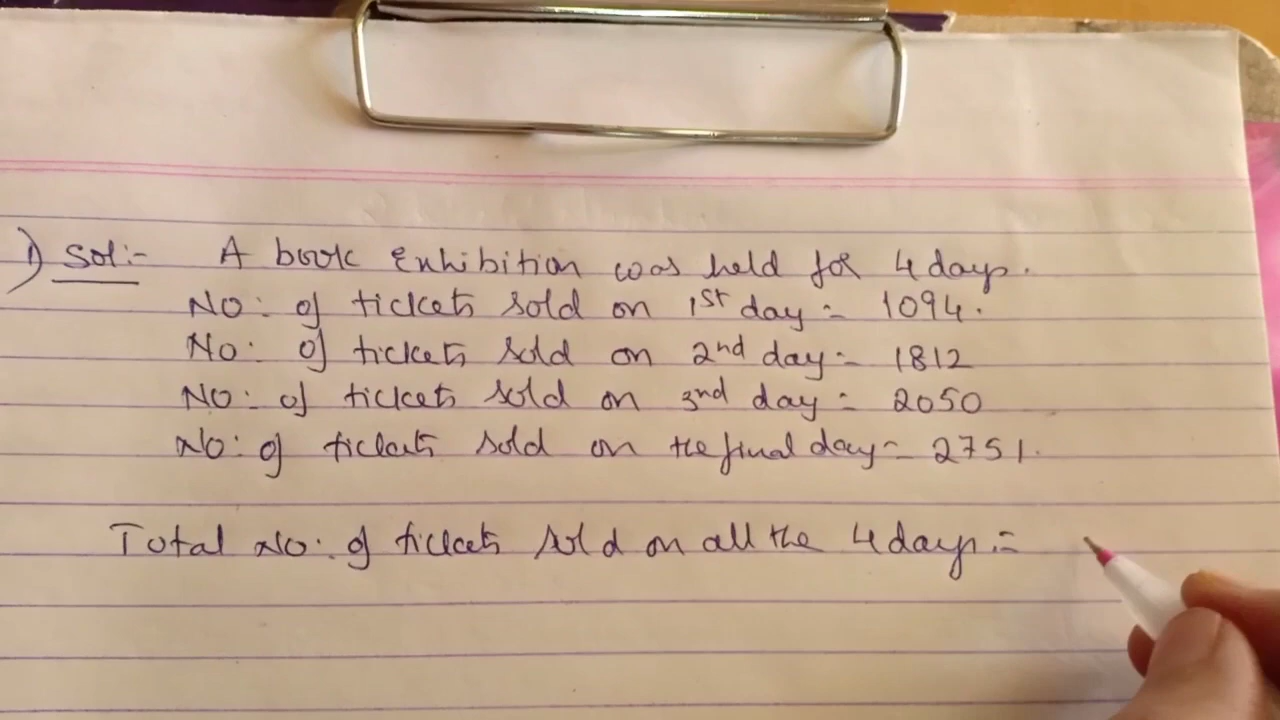 1) Sol:- A book Exhibition was held for 4 days.
No: of tickets sold on 1st day = 1094.
No: of tickets sold on 2nd day = 1812
No: of tickets sold on 3rd day = 2050
No: of tickets sold on the final day = 2751.
Total No: of tickets sold on all the 4 days :=